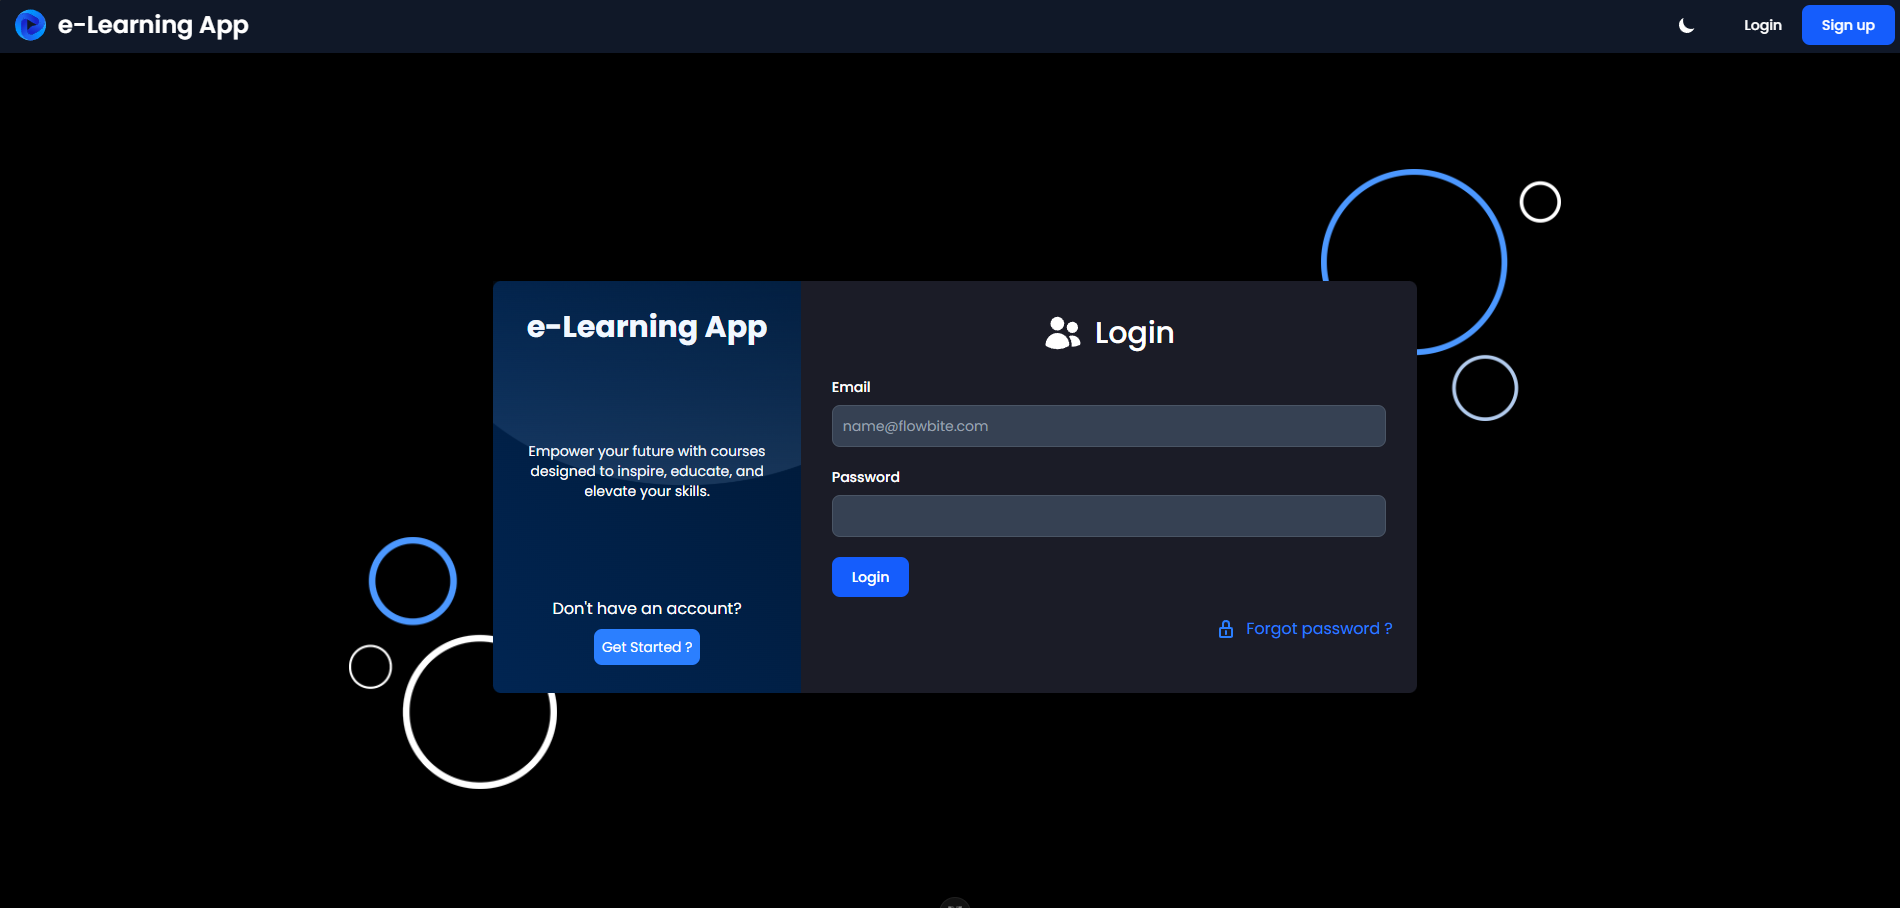 e-Learning App
Login
Sign up
e-Learning App
Empower your future with courses
designed to inspire, educate, and
elevate your skills.
Don't have an account?
Get Started ?
Login
Email
name@flowbite.com
Password
Login
Forgot password ?